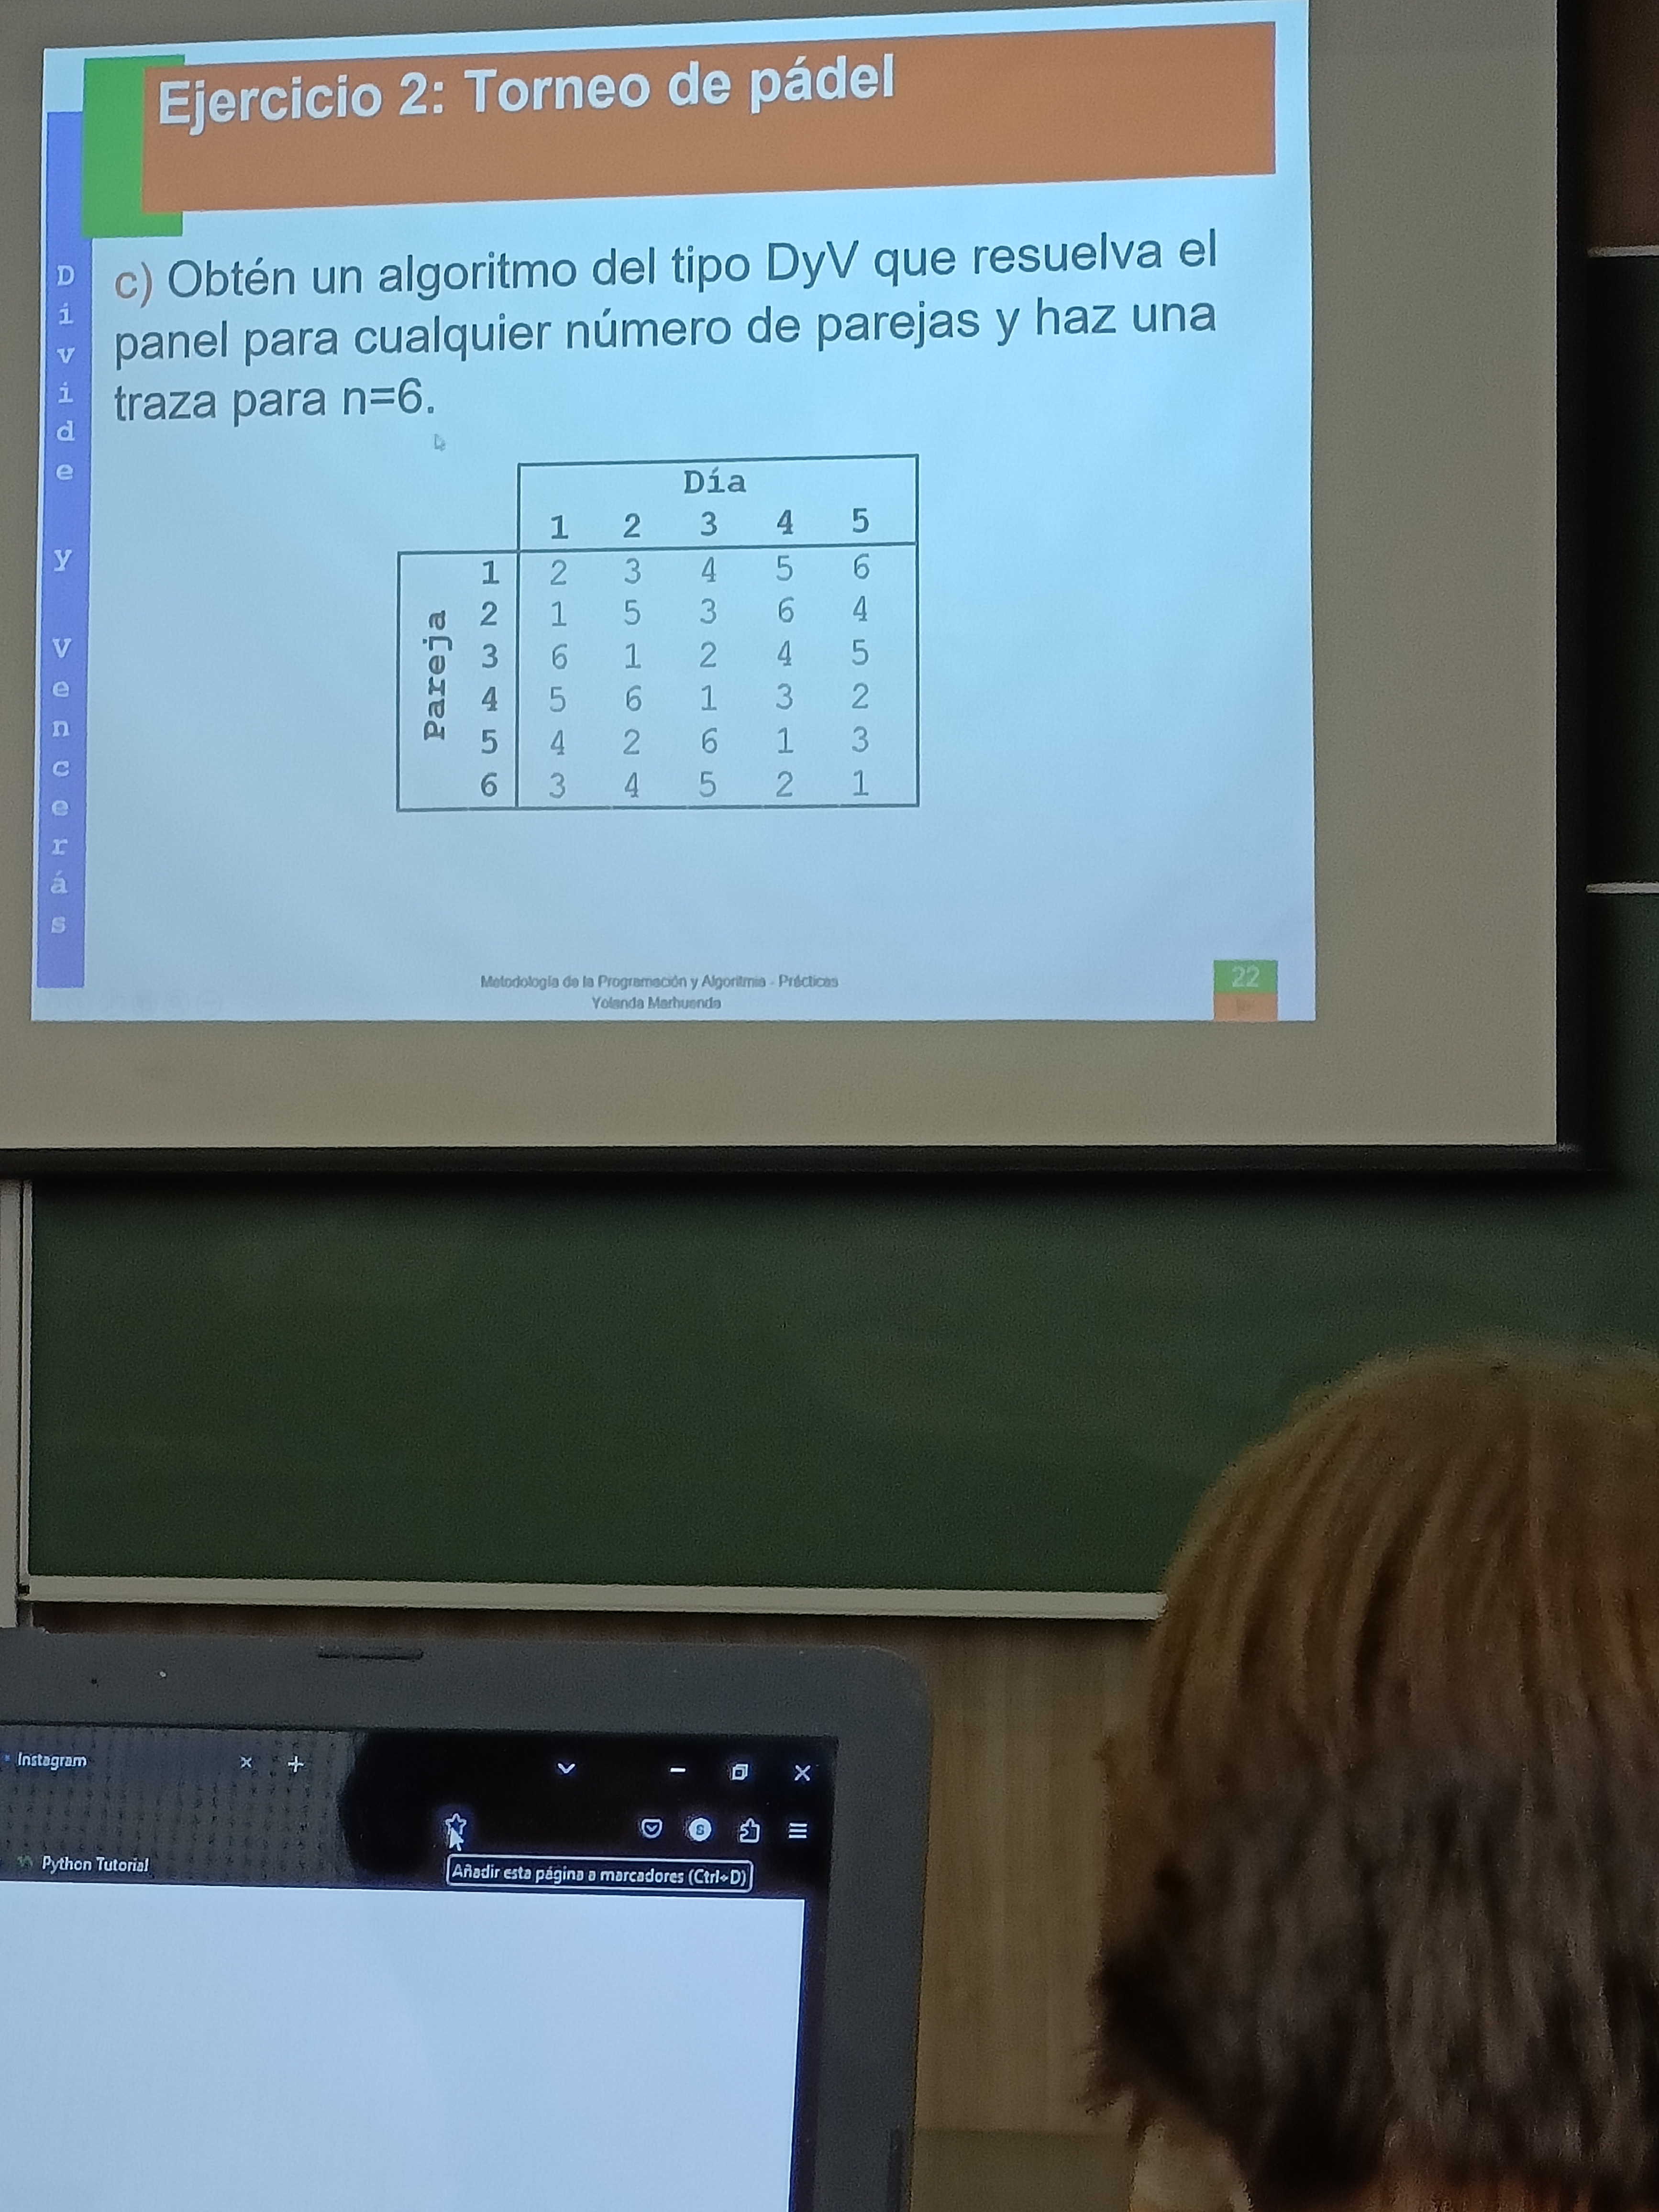 Ejercicio 2: Torneo de pádel
Divide y vencerás
c) Obtén un algoritmo del tipo DyV que resuelva el
panel para cualquier número de parejas y haz una
traza para n=6.
Día
1 2 3 4 5
Pareja
1 2 3 4 5 6
2 1 5 3 6 4
3 6 1 2 4 5
4 5 6 1 3 2
5 4 2 6 1 3
6 3 4 5 2 1
Metodología de la Programación y Algoritmia - Prácticas
Yolanda Marhuenda
22
Instagram
S
Python Tutorial
Añadir esta página a marcadores (Ctrl+D)